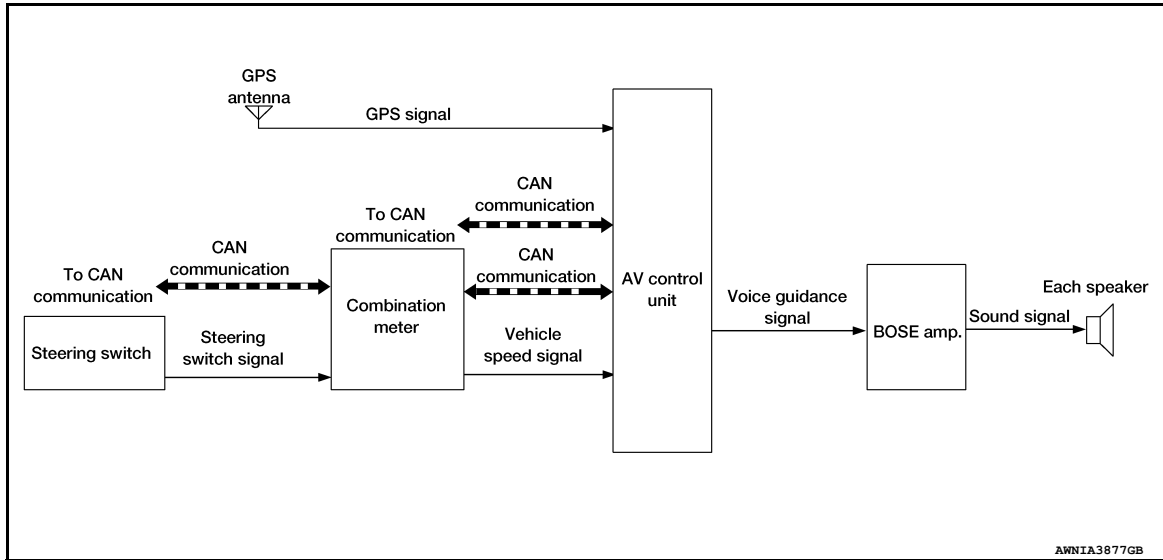 GPS
antenna
GPS signal
CAN
communication
To CAN
communication
CAN
communication
CAN
communication
To CAN
communication
Combination
meter
AV control
unit
Voice guidance
signal
BOSE amp.
Each speaker
Sound signal
Steering switch
Steering
switch signal
Vehicle
speed signal
AWNIA3877GB